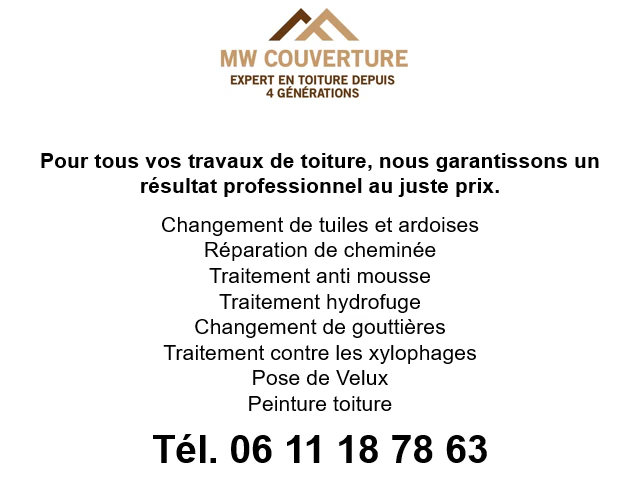 MW COUVERTURE
EXPERT EN TOITURE DEPUIS
4 GÉNÉRATIONS
Pour tous vos travaux de toiture, nous garantissons un
résultat professionnel au juste prix.
Changement de tuiles et ardoises
Réparation de cheminée
Traitement anti mousse
Traitement hydrofuge
Changement de gouttières
Traitement contre les xylophages
Pose de Velux
Peinture toiture
Tél. 06 11 18 78 63